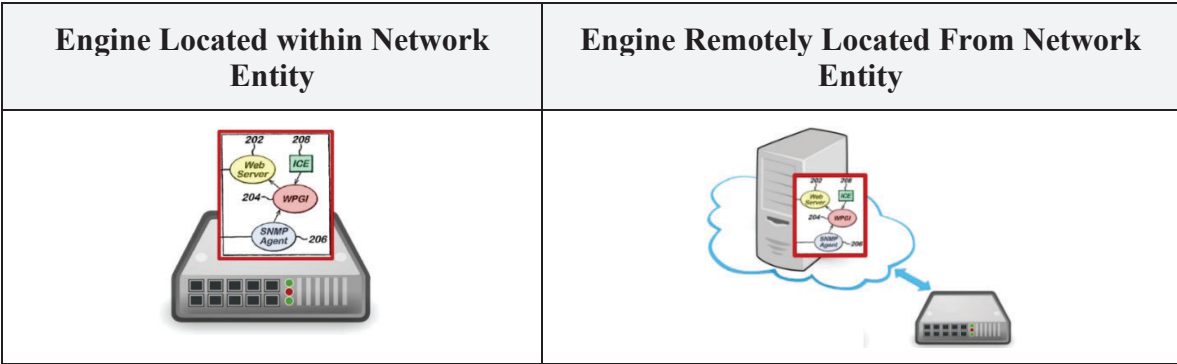 Engine Located within Network
Entity
Engine Remotely Located From Network
Entity
202
208
Web
Server
ICE
204
WPGI
SNMP
Agent
206
202
208
Web
Server
ICE
204
WPGI
SNMP
Agent
206